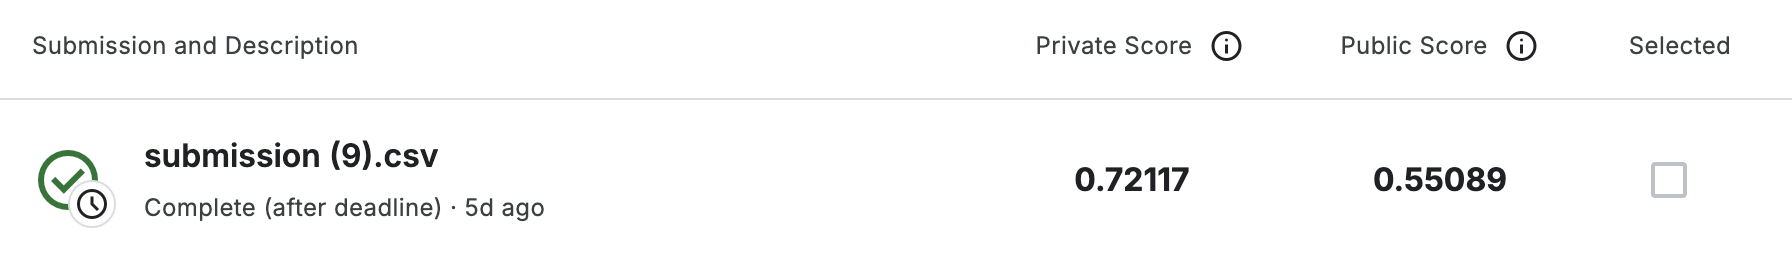 Submission and Description Private Score Public Score Selected
submission (9).csv 0.72117 0.55089
Complete (after deadline) · 5d ago